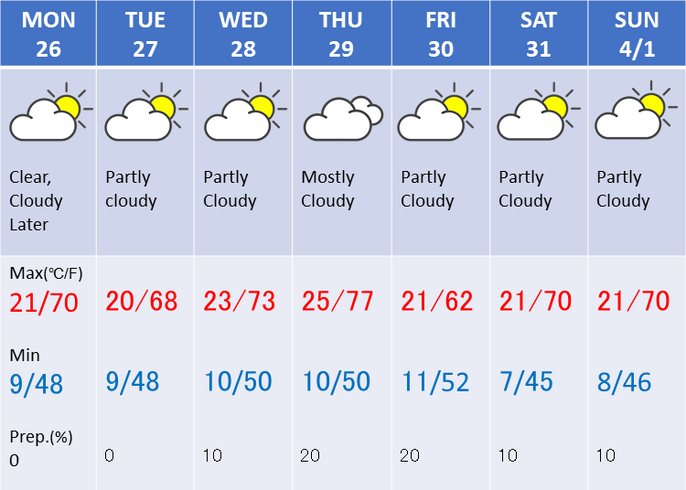 MON
26
TUE
27
WED
28
THU
29
FRI
30
SAT
31
SUN
4/1
Clear,
Cloudy
Later
Partly
cloudy
Partly
Cloudy
Mostly
Cloudy
Partly
Cloudy
Partly
Cloudy
Partly
Cloudy
Max(℃/F)
21/70 20/68 23/73 25/77 21/62 21/70 21/70
Min
9/48 9/48 10/50 10/50 11/52 7/45 8/46
Prep.(%)
0 0 10 20 20 10 10